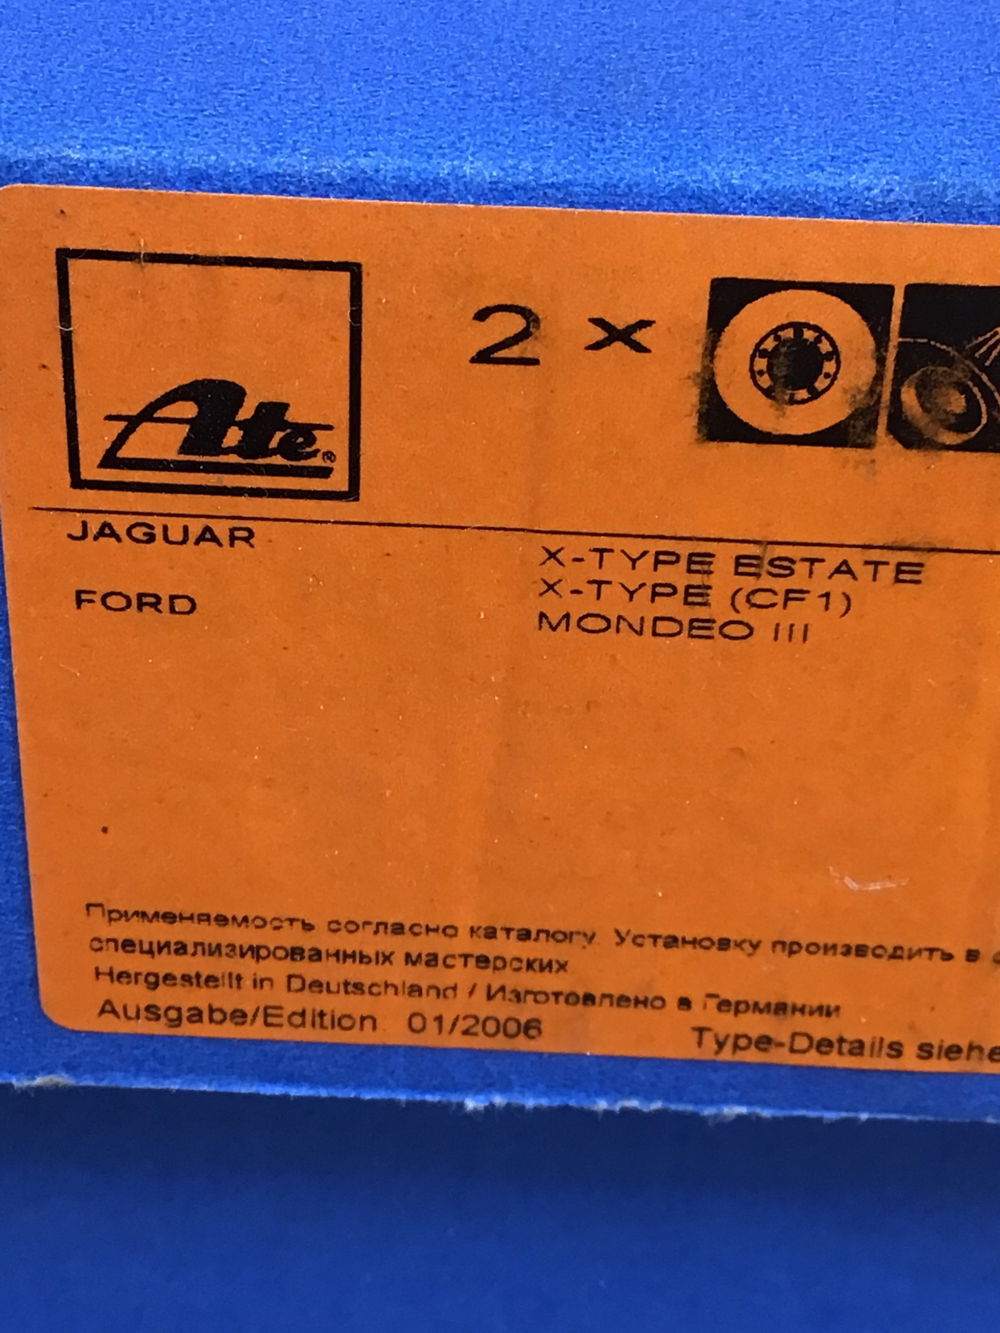 Ate®
2 x
JAGUAR X-TYPE ESTATE
X-TYPE (CF1)
FORD MONDEO III
Применяемость согласно каталогу. Установку производить в
специализированных мастерских
Hergestellt in Deutschland / Изготовлено в Германии
Ausgabe/Edition 01/2006 Type-Details siehe